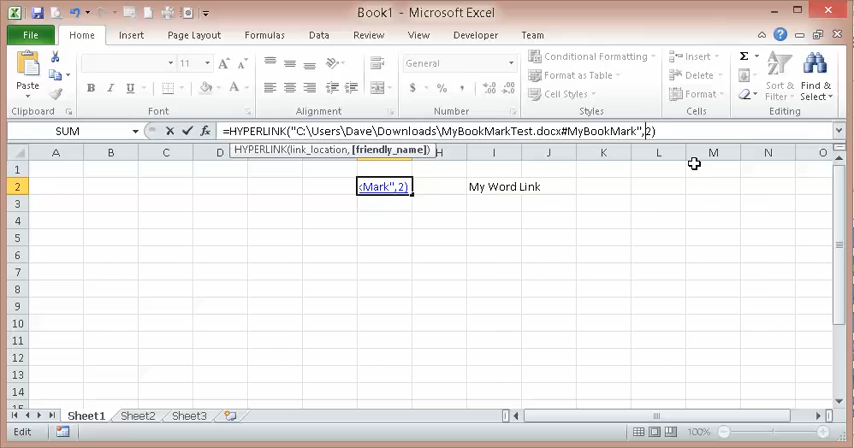 Book1 - Microsoft Excel
File Home Insert Page Layout Formulas Data Review View Developer Team
Paste
11
General
Conditional Formatting
Format as Table
Cell Styles
Insert
Delete
Format
Sort & Filter
Find & Select
Clipboard Font Alignment Number Styles Cells Editing
SUM =HYPERLINK("C:\Users\Dave\Downloads\MyBookMarkTest.docx#MyBookMark",2)
HYPERLINK(link_location, [friendly_name])
A B C D H I J K L M N O
1
2 <Mark",2) My Word Link
3
4
5
6
7
8
9
10
11
12
13
14
15
Sheet1 Sheet2 Sheet3
Edit 100%